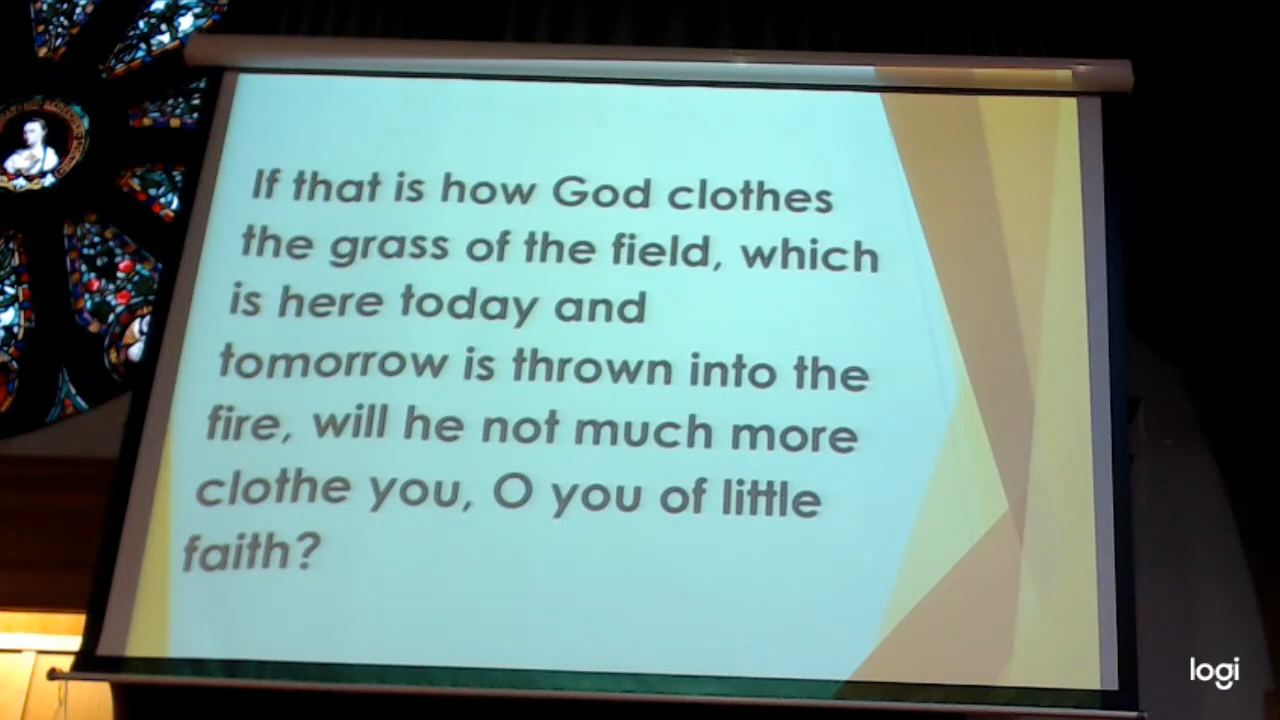 If that is how God clothes
the grass of the field, which
is here today and
tomorrow is thrown into the
fire, will he not much more
clothe you, O you of little
faith?
logi